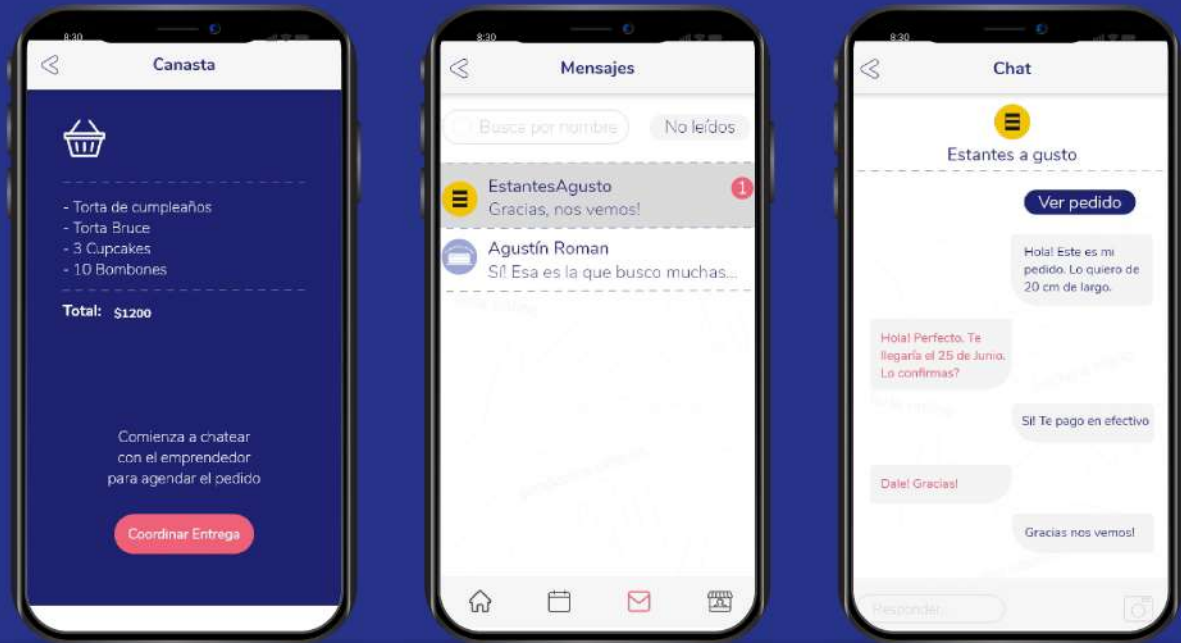 8:30
Canasta
- Torta de cumpleaños
- Torta Bruce
- 3 Cupcakes
- 10 Bombones
Total: $1200
Comienza a chatear
con el emprendedor
para agendar el pedido
Coordinar Entrega
8:30
Mensajes
Busca por nombre
No leídos
EstantesAgusto
1
Gracias, nos vemos!
Agustín Roman
Sí! Esa es la que busco muchas...
8:30
Chat
Estantes a gusto
Ver pedido
Hola! Este es mi
pedido. Lo quiero de
20 cm de largo.
Hola! Perfecto. Te
llegaría el 25 de Junio.
Lo confirmas?
Si! Te pago en efectivo
Dale! Gracias!
Gracias nos vemos!
Responder...